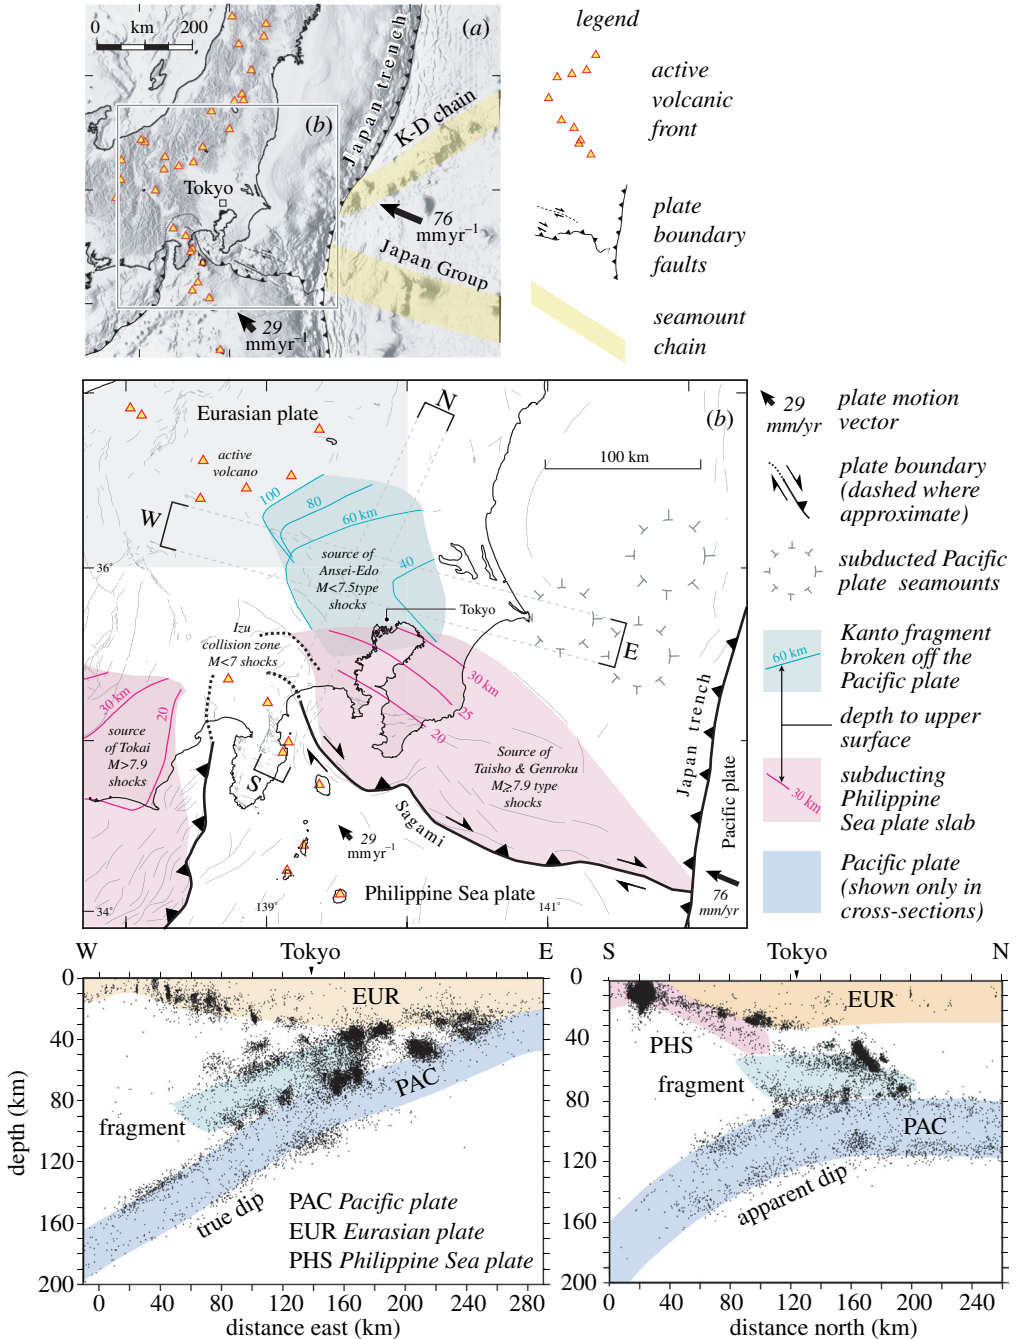 0 km 200
(a)
Japan trench
K-D chain
(b)
Tokyo
76
mm yr−1
Japan Group
29
mm yr−1
legend
active
volcanic
front
plate
boundary
faults
seamount
chain
Eurasian plate
N
(b)
active
volcano
100 km
W
100
80
60 km
40
36°
source of
Ansei-Edo
M<7.5type
shocks
Tokyo
Izu
collision zone
M<7 shocks
E
30 km
20
30 km
25
20
source
of Tokai
M>7.9
shocks
Source of
Taisho & Genroku
M≥7.9 type
shocks
S
Sagami
Japan trench
Pacific plate
29
mm yr−1
Philippine Sea plate
76
mm/yr
34°
139°
141°
29
mm/yr
plate motion
vector
plate boundary
(dashed where
approximate)
subducted Pacific
plate seamounts
60 km
Kanto fragment
broken off the
Pacific plate
depth to upper
surface
30 km
subducting
Philippine
Sea plate slab
Pacific plate
(shown only in
cross-sections)
W Tokyo E
0
40
80
120
160
200
depth (km)
EUR
PAC
fragment
true dip
PAC Pacific plate
EUR Eurasian plate
PHS Philippine Sea plate
0 40 80 120 160 200 240 280
distance east (km)
S Tokyo N
0
40
80
120
160
200
EUR
PHS
fragment
PAC
apparent dip
0 40 80 120 160 200 240
distance north (km)